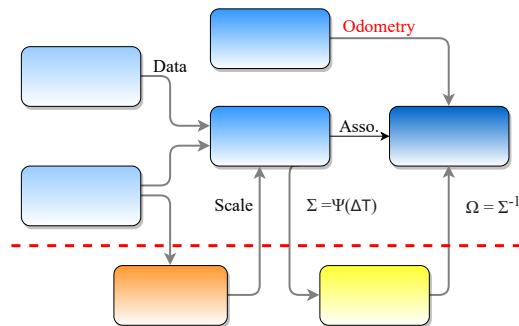 Odometry
Data
Asso.
Scale
Σ =Ψ(ΔT)
Ω = Σ⁻¹